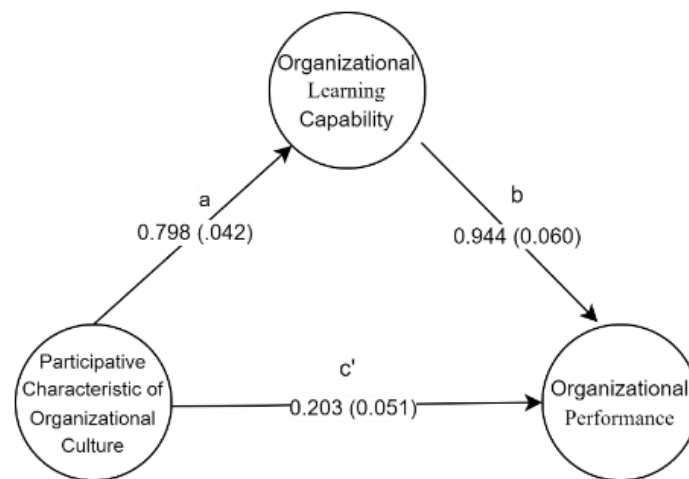 Organizational
Learning
Capability
a
0.798 (.042)
b
0.944 (0.060)
Participative
Characteristic of
Organizational
Culture
c'
0.203 (0.051)
Organizational
Performance